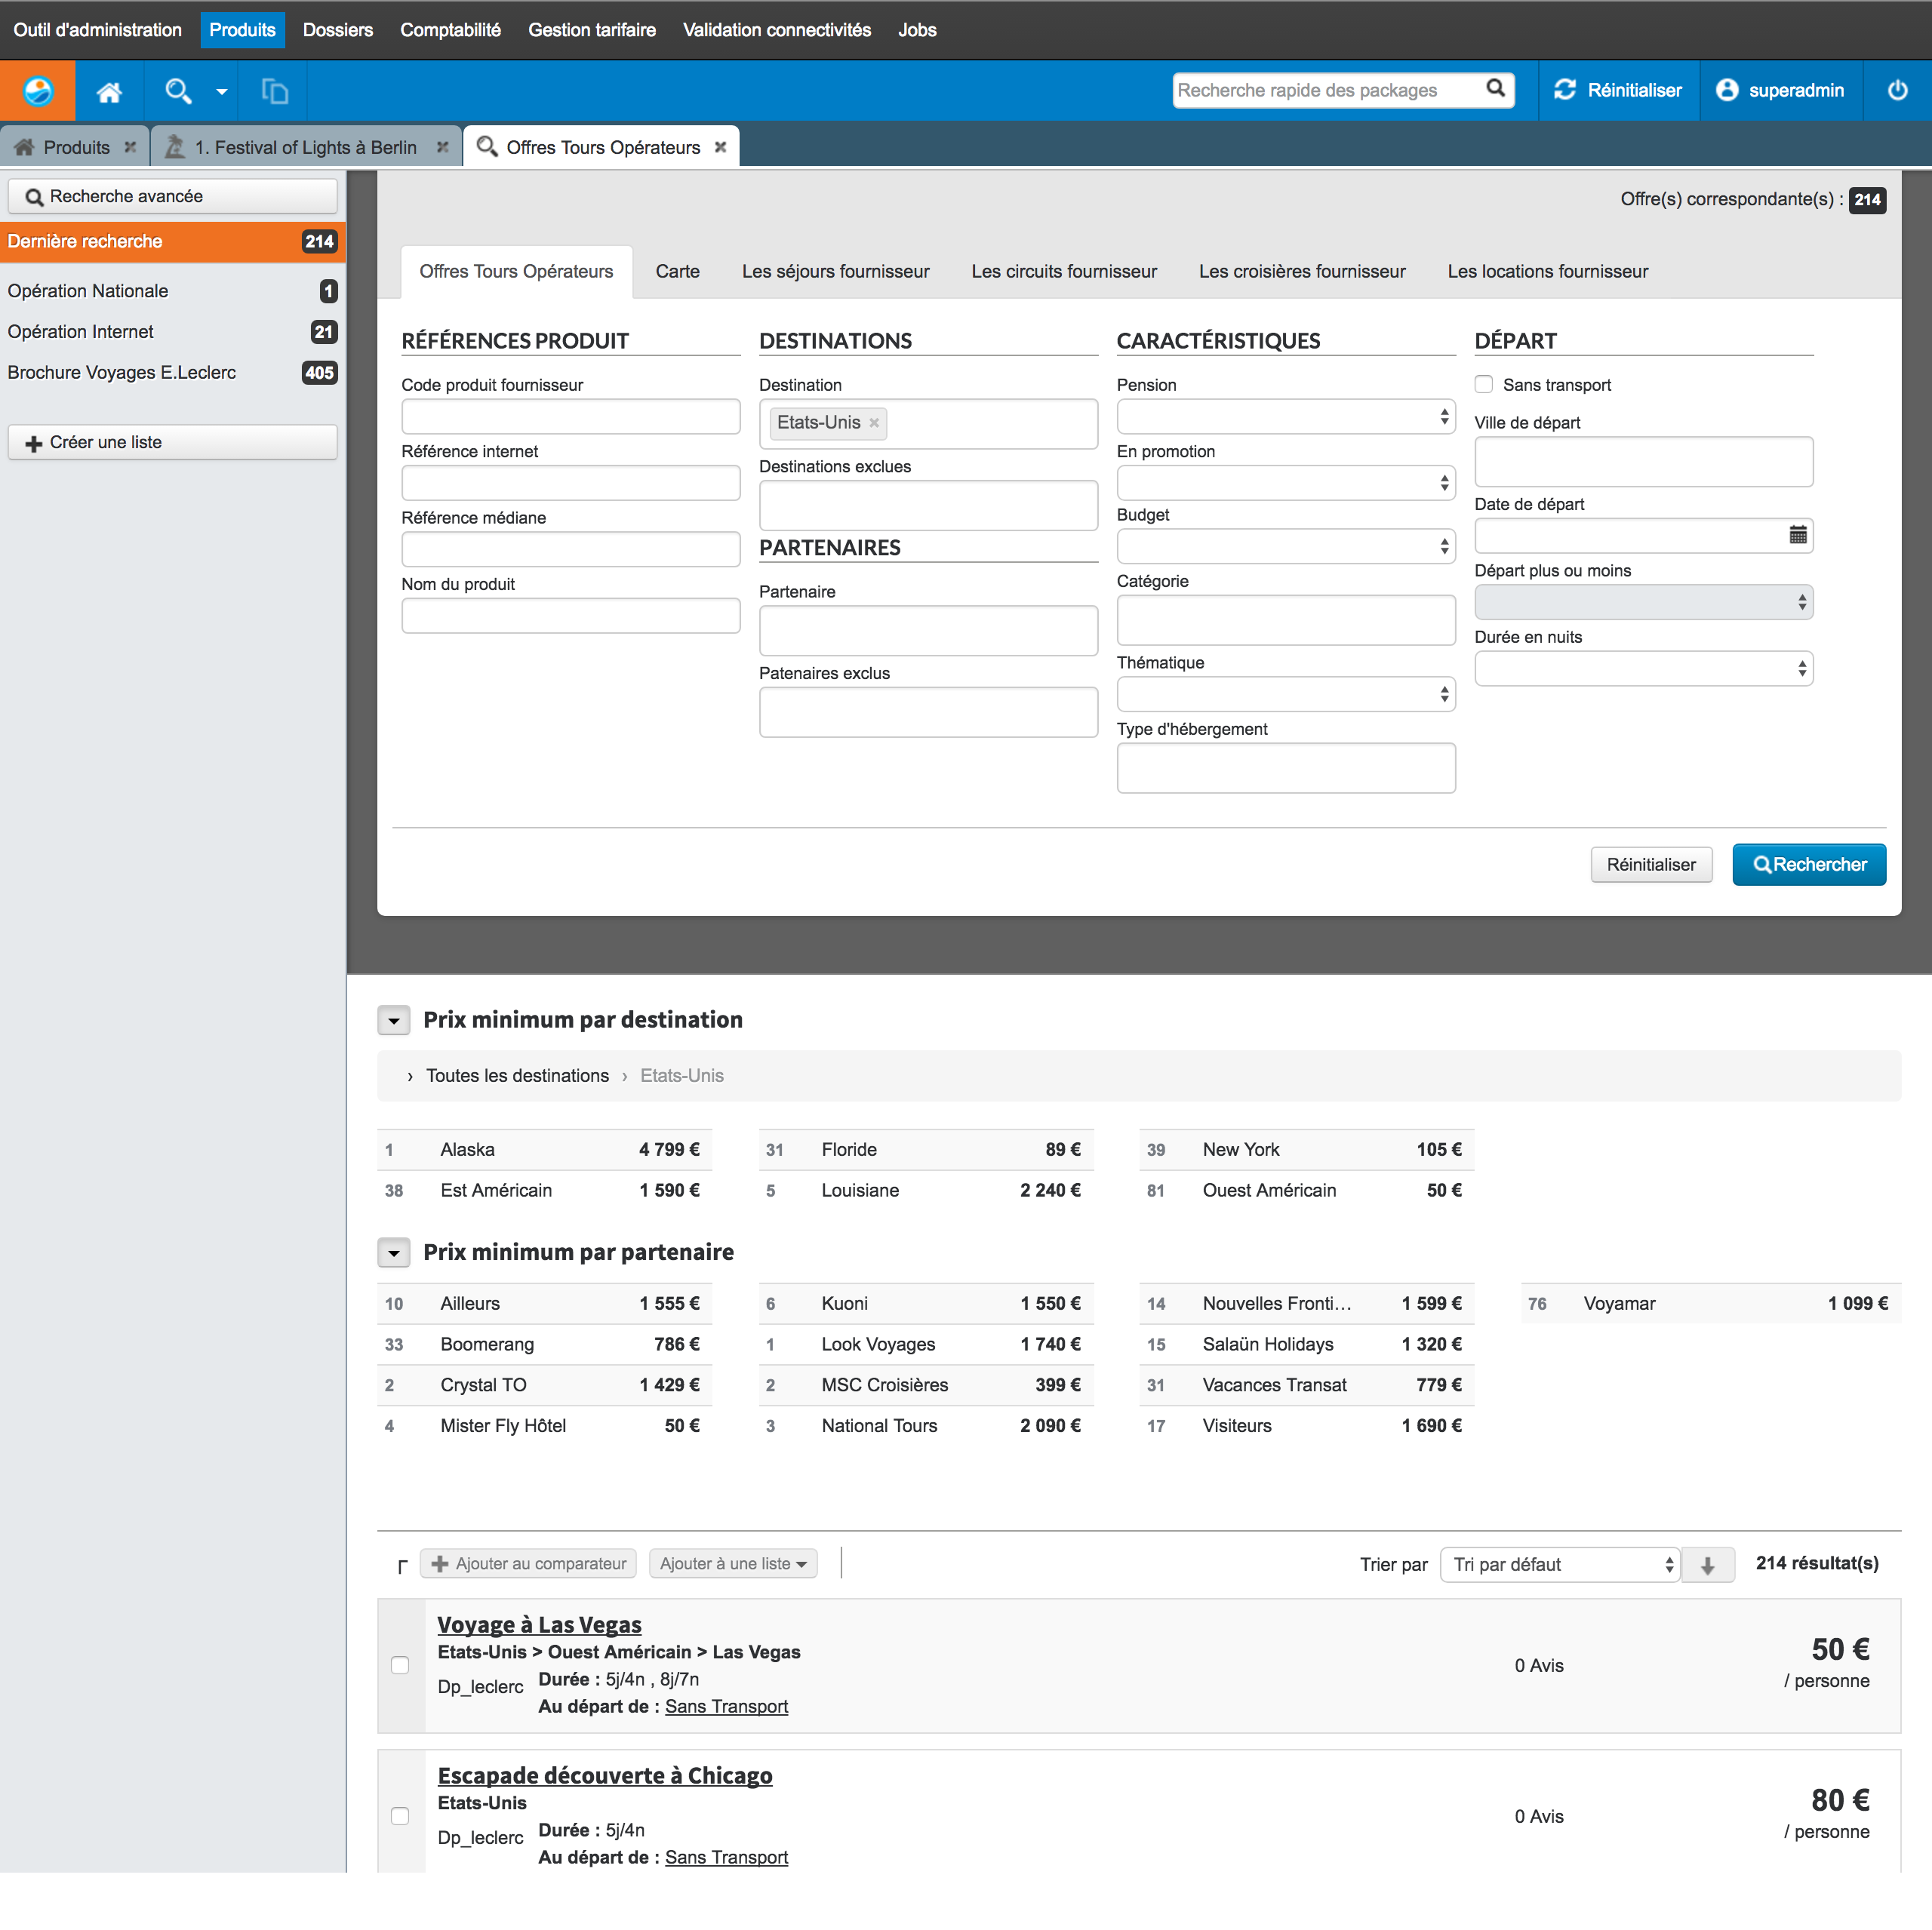 Outil d'administration Produits Dossiers Comptabilité Gestion tarifaire Validation connectivités Jobs
Recherche rapide des packages Réinitialiser superadmin
Produits 1. Festival of Lights à Berlin Offres Tours Opérateurs
Recherche avancée
Dernière recherche 214
Opération Nationale 1
Opération Internet 21
Brochure Voyages E.Leclerc 405
Créer une liste
Offre(s) correspondante(s) : 214
Offres Tours Opérateurs Carte Les séjours fournisseur Les circuits fournisseur Les croisières fournisseur Les locations fournisseur
RÉFÉRENCES PRODUIT
Code produit fournisseur
Référence internet
Référence médiane
Nom du produit
DESTINATIONS
Destination
Etats-Unis
Destinations exclues
PARTENAIRES
Partenaire
Patenaires exclus
CARACTÉRISTIQUES
Pension
En promotion
Budget
Catégorie
Thématique
Type d'hébergement
DÉPART
Sans transport
Ville de départ
Date de départ
Départ plus ou moins
Durée en nuits
Réinitialiser Rechercher
Prix minimum par destination
› Toutes les destinations › Etats-Unis
1 Alaska 4 799 € 31 Floride 89 € 39 New York 105 €
38 Est Américain 1 590 € 5 Louisiane 2 240 € 81 Ouest Américain 50 €
Prix minimum par partenaire
10 Ailleurs 1 555 € 6 Kuoni 1 550 € 14 Nouvelles Fronti… 1 599 € 76 Voyamar 1 099 €
33 Boomerang 786 € 1 Look Voyages 1 740 € 15 Salaün Holidays 1 320 €
2 Crystal TO 1 429 € 2 MSC Croisières 399 € 31 Vacances Transat 779 €
4 Mister Fly Hôtel 50 € 3 National Tours 2 090 € 17 Visiteurs 1 690 €
Ajouter au comparateur Ajouter à une liste Trier par Tri par défaut 214 résultat(s)
Voyage à Las Vegas
Etats-Unis > Ouest Américain > Las Vegas
Dp_leclerc Durée : 5j/4n , 8j/7n
Au départ de : Sans Transport
0 Avis
50 €
/ personne
Escapade découverte à Chicago
Etats-Unis
Dp_leclerc Durée : 5j/4n
Au départ de : Sans Transport
0 Avis
80 €
/ personne